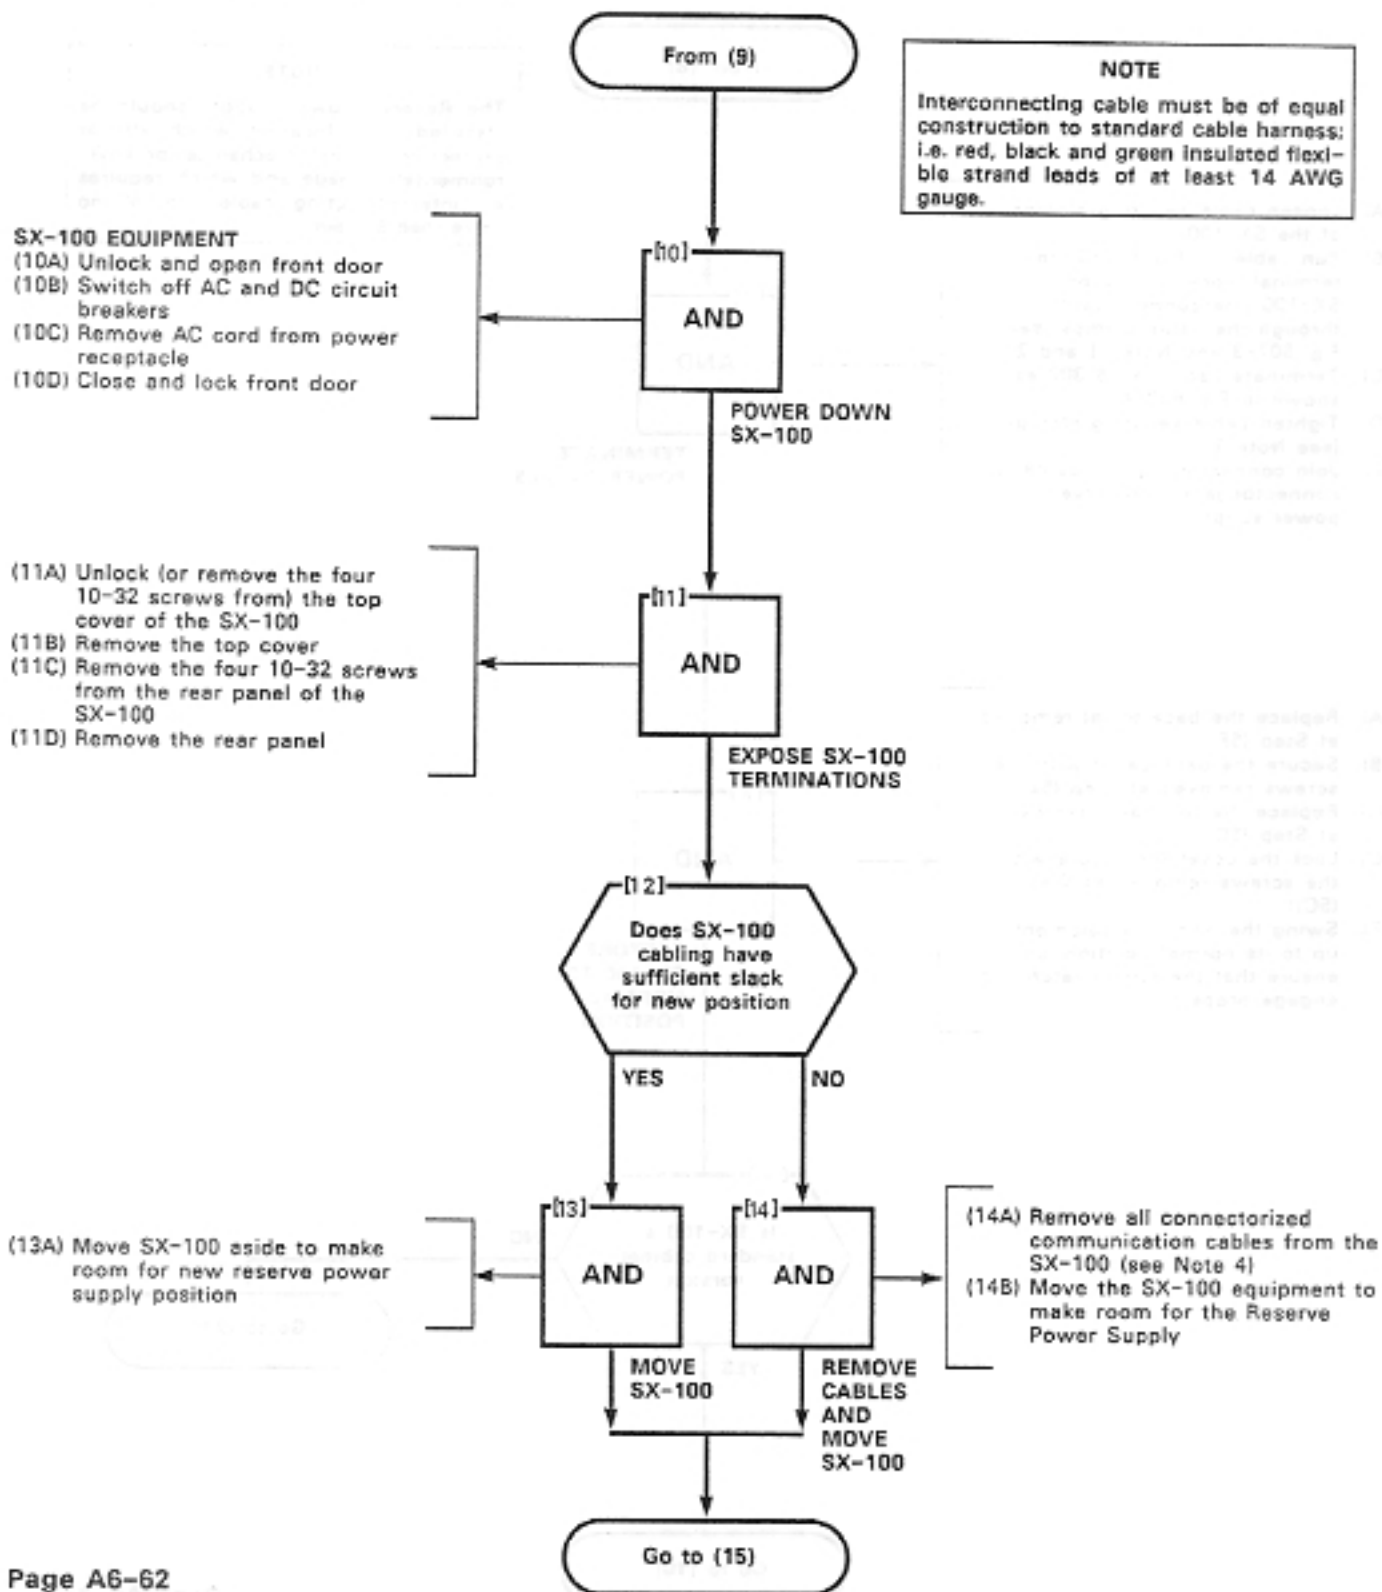 From (9)
NOTE
Interconnecting cable must be of equal
construction to standard cable harness;
i.e. red, black and green insulated flexi-
ble strand leads of at least 14 AWG
gauge.
SX-100 EQUIPMENT
(10A) Unlock and open front door
(10B) Switch off AC and DC circuit
breakers
(10C) Remove AC cord from power
receptacle
(10D) Close and lock front door
[10]
AND
POWER DOWN
SX-100
(11A) Unlock (or remove the four
10-32 screws from) the top
cover of the SX-100
(11B) Remove the top cover
(11C) Remove the four 10-32 screws
from the rear panel of the
SX-100
(11D) Remove the rear panel
[11]
AND
EXPOSE SX-100
TERMINATIONS
[12]
Does SX-100
cabling have
sufficient slack
for new position
YES
NO
(13A) Move SX-100 aside to make
room for new reserve power
supply position
[13]
AND
MOVE
SX-100
[14]
AND
REMOVE
CABLES
AND
MOVE
SX-100
(14A) Remove all connectorized
communication cables from the
SX-100 (see Note 4)
(14B) Move the SX-100 equipment to
make room for the Reserve
Power Supply
Go to (15)
Page A6-62